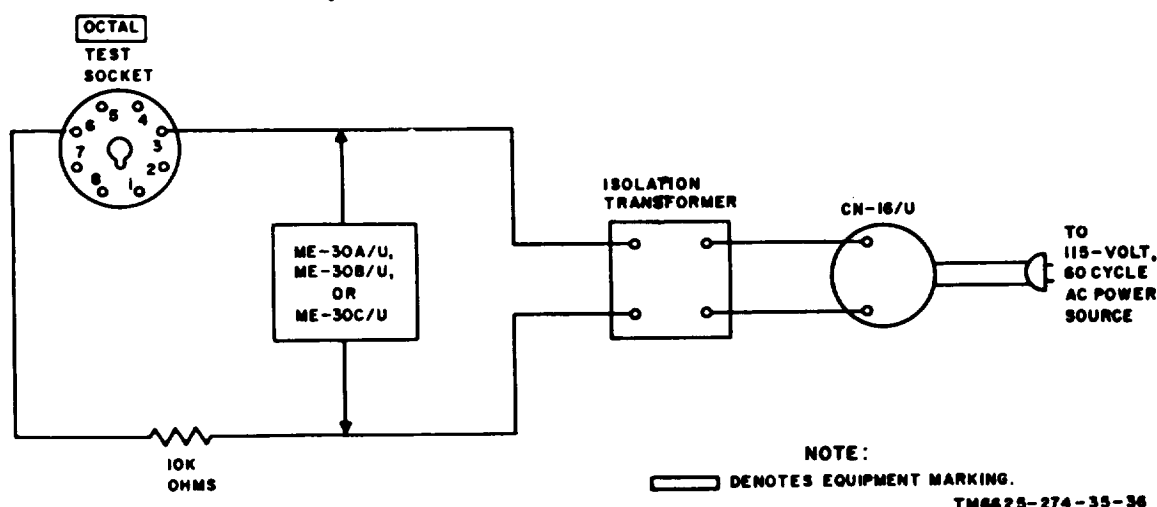 OCTAL
TEST
SOCKET
5
4
6
3
7
2
8
1
ME-30A/U,
ME-30B/U,
OR
ME-30C/U
10K
OHMS
ISOLATION
TRANSFORMER
CN-16/U
TO
115-VOLT,
60 CYCLE
AC POWER
SOURCE
NOTE:
DENOTES EQUIPMENT MARKING.
TM6625-274-35-36